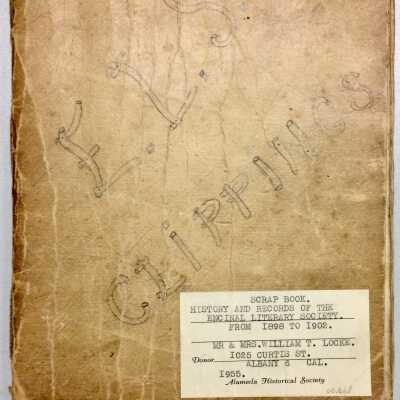 E.L.S.
CLIPPINGS
SCRAP BOOK.
HISTORY AND RECORDS OF THE
ENCINAL LITERARY SOCIETY.
FROM 1898 TO 1902.
MR & MRS.WILLIAM T. LOCKE.
1025 CURTIS ST.
Donor
ALBANY 6 CAL.
1955.
Alameda Historical Society